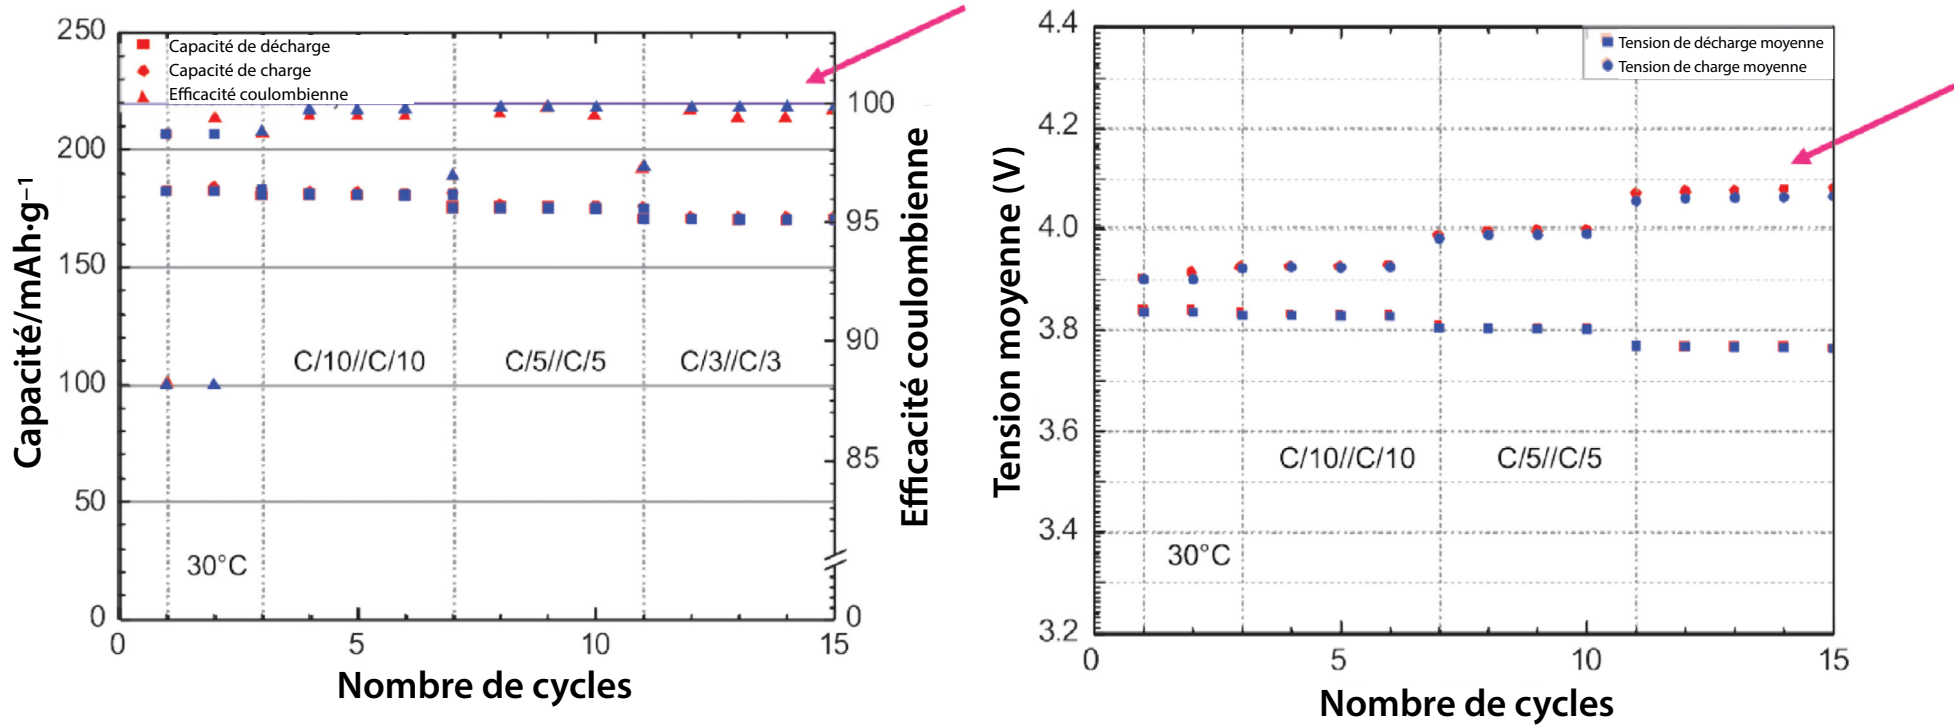 250
200
150
100
50
0
Capacité/mAh·g⁻¹
Capacité de décharge
Capacité de charge
Efficacité coulombienne
C/10//C/10
C/5//C/5
C/3//C/3
30°C
100
95
90
85
0
Efficacité coulombienne
0
5
10
15
Nombre de cycles
4.4
4.2
4.0
3.8
3.6
3.4
3.2
Tension moyenne (V)
Tension de décharge moyenne
Tension de charge moyenne
C/10//C/10
C/5//C/5
30°C
0
5
10
15
Nombre de cycles